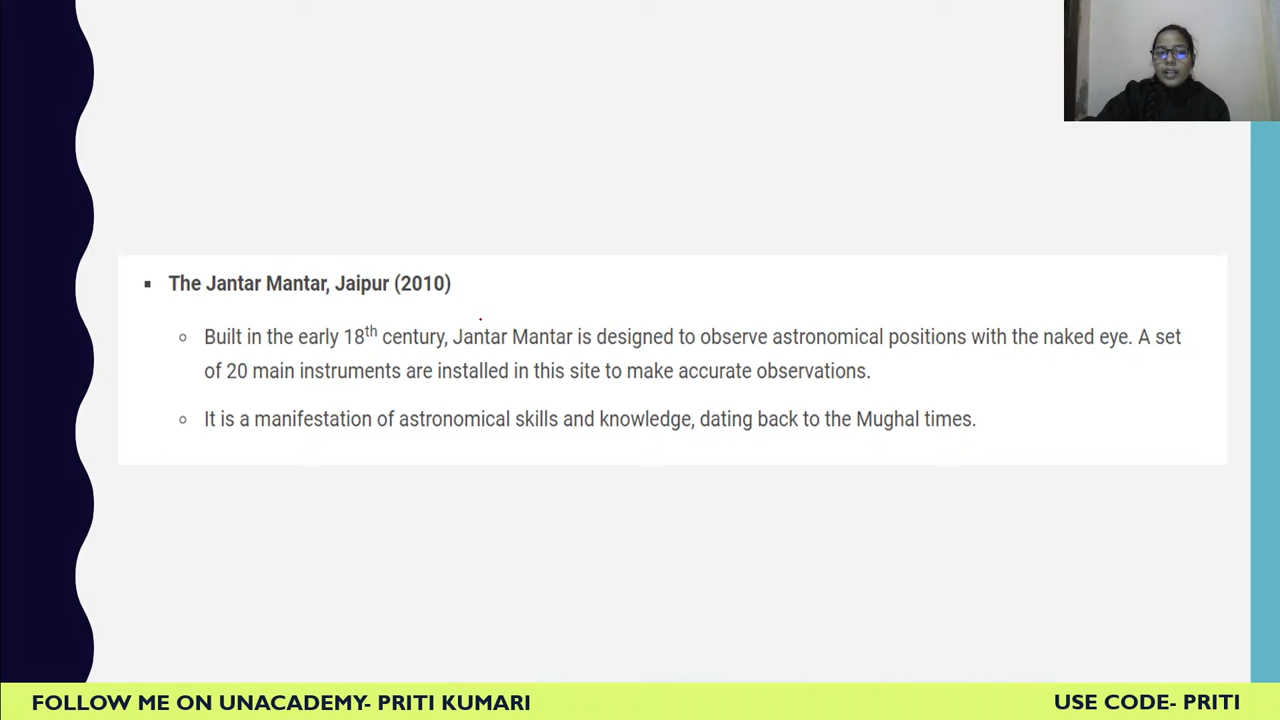 The Jantar Mantar, Jaipur (2010)
Built in the early 18th century, Jantar Mantar is designed to observe astronomical positions with the naked eye. A set
of 20 main instruments are installed in this site to make accurate observations.
It is a manifestation of astronomical skills and knowledge, dating back to the Mughal times.
FOLLOW ME ON UNACADEMY- PRITI KUMARI
USE CODE- PRITI